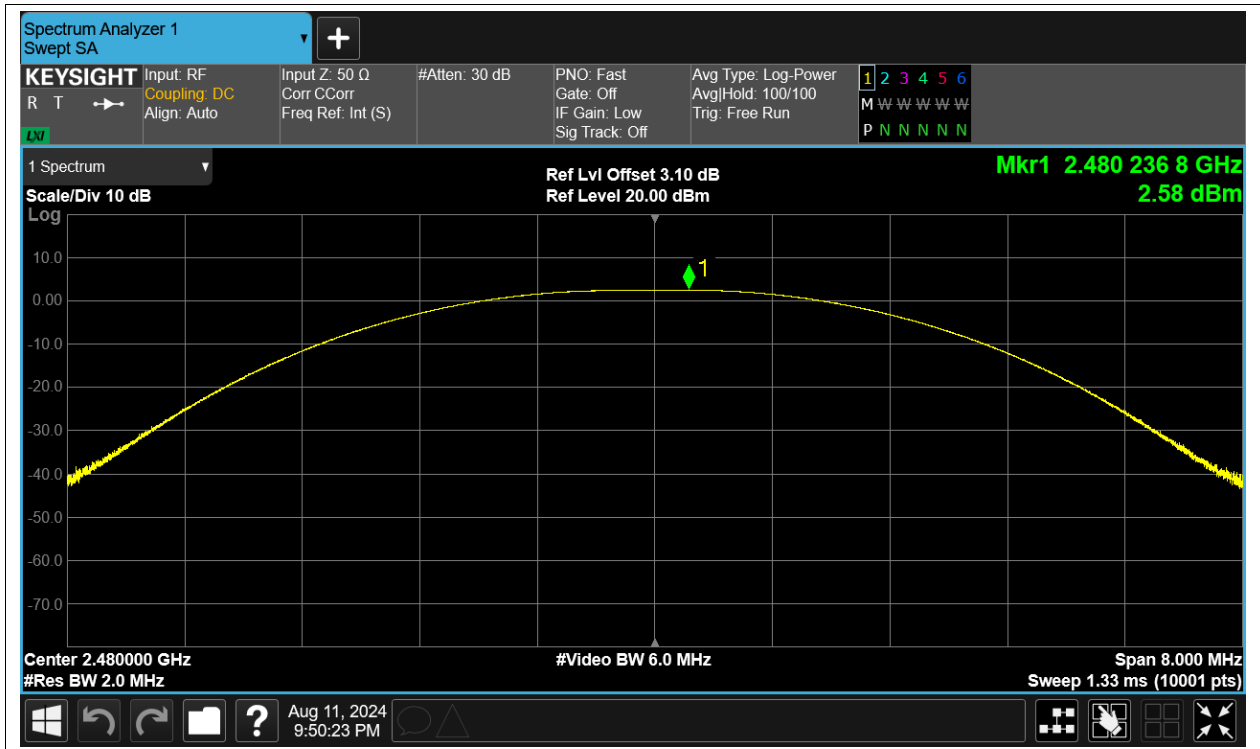 Spectrum Analyzer 1
Swept SA
KEYSIGHT
R T
LXI
Input: RF
Coupling: DC
Align: Auto
Input Z: 50 Ω
Corr CCorr
Freq Ref: Int (S)
#Atten: 30 dB
PNO: Fast
Gate: Off
IF Gain: Low
Sig Track: Off
Avg Type: Log-Power
Avg|Hold: 100/100
Trig: Free Run
1 2 3 4 5 6
M W W W W W
P N N N N N
1 Spectrum
Scale/Div 10 dB
Log
Ref Lvl Offset 3.10 dB
Ref Level 20.00 dBm
Mkr1 2.480 236 8 GHz
2.58 dBm
1
10.0
0.00
-10.0
-20.0
-30.0
-40.0
-50.0
-60.0
-70.0
Center 2.480000 GHz
#Res BW 2.0 MHz
#Video BW 6.0 MHz
Span 8.000 MHz
Sweep 1.33 ms (10001 pts)
?
Aug 11, 2024
9:50:23 PM